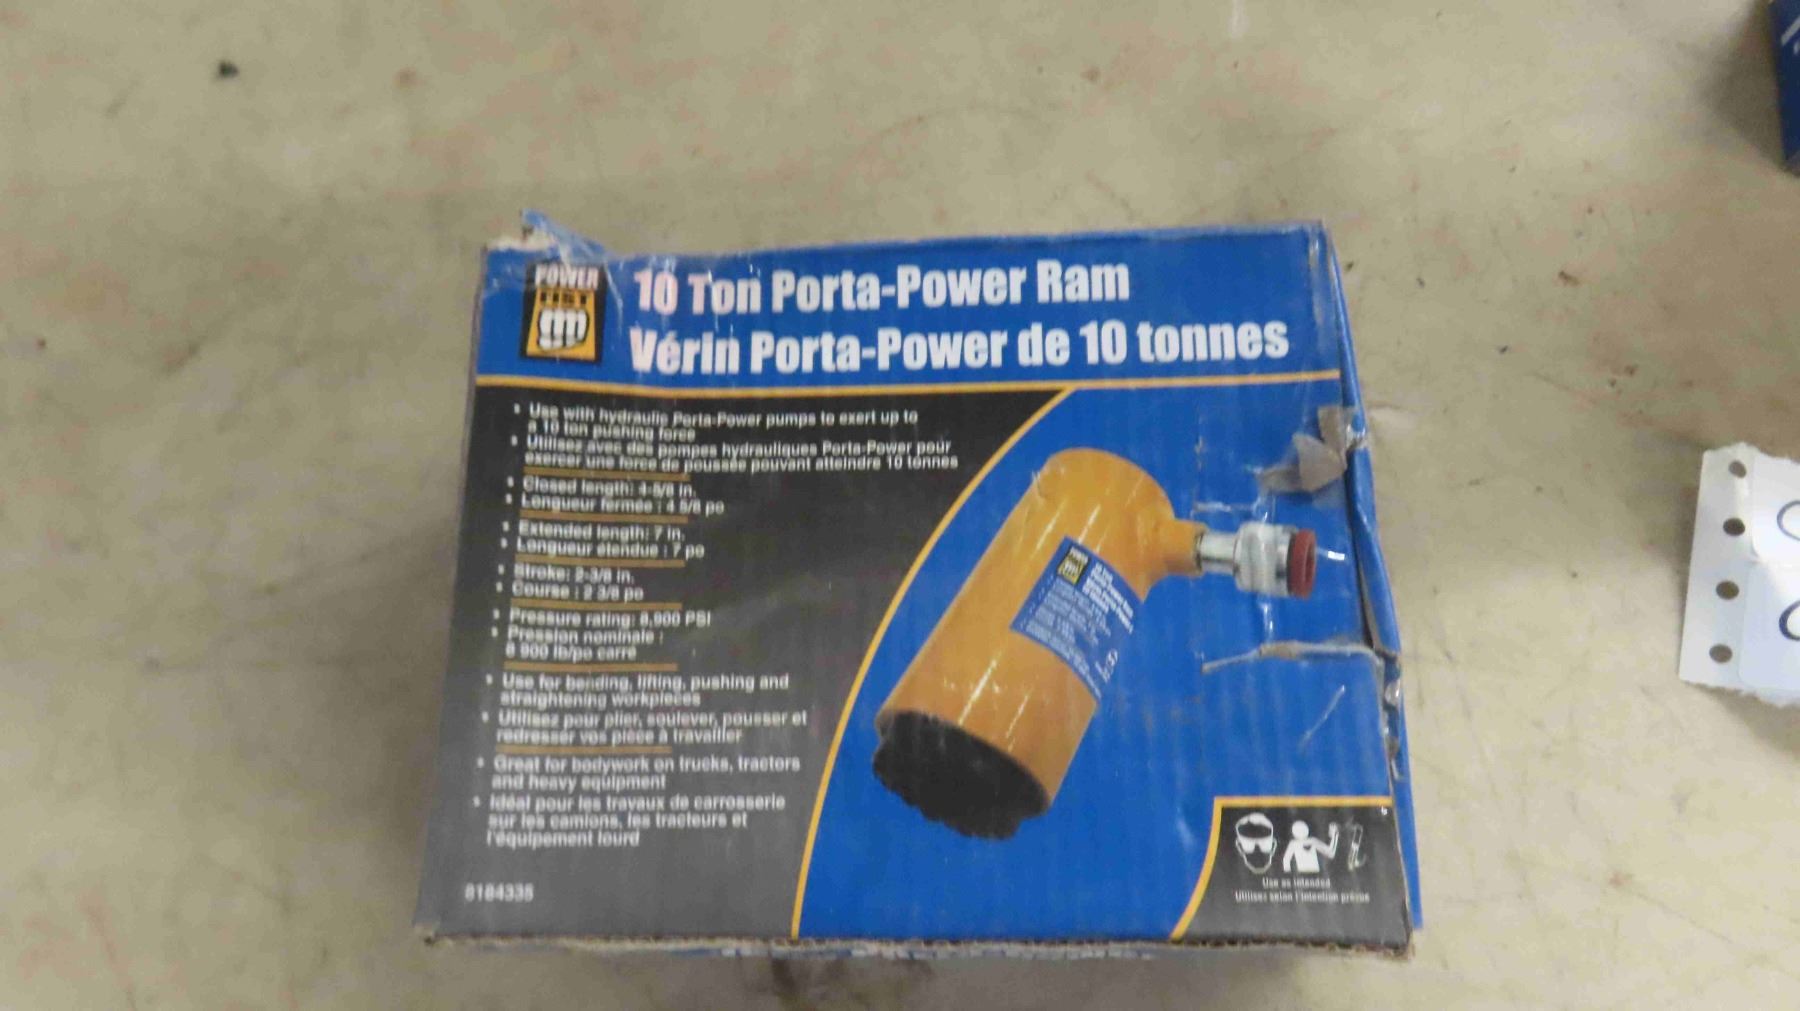 POWER
FIST
10 Ton Porta-Power Ram
Vérin Porta-Power de 10 tonnes
• Use with hydraulic Porta-Power pumps to exert up to
a 10 ton pushing force
• Utilisez avec des pompes hydrauliques Porta-Power pour
exercer une force de poussée pouvant atteindre 10 tonnes
• Closed length: 4-5/8 in.
• Longueur fermée : 4 5/8 po
• Extended length: 7 in.
• Longueur étendue : 7 po
• Stroke: 2-3/8 in.
• Course : 2 3/8 po
• Pressure rating: 8,900 PSI
• Pression nominale :
8 900 lb/po carré
• Use for bending, lifting, pushing and
straightening workpieces
• Utilisez pour plier, soulever, pousser et
redresser vos pièce à travailler
• Great for bodywork on trucks, tractors
and heavy equipment
• Idéal pour les travaux de carrosserie
sur les camions, les tracteurs et
l'équipement lourd
8184335
POWER
10 Ton
Use as intended
Utiliser selon l'intention prévue